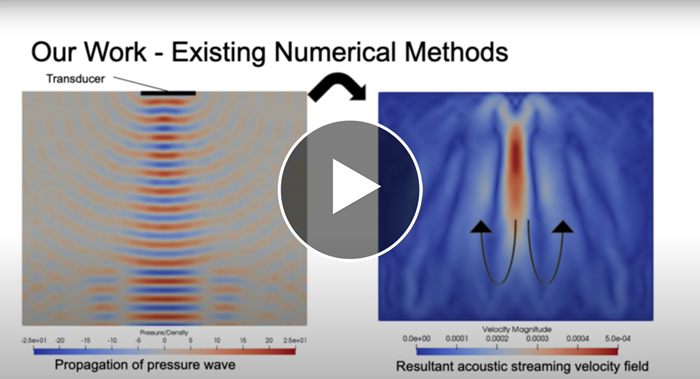 Our Work - Existing Numerical Methods
Transducer
Pressure/Density
-2.5e+01 -20 -15 -10 -5 0 5 10 15 20 2.5e+01
Propagation of pressure wave
Velocity Magnitude
0.0e+00 0.0001 0.0002 0.0003 0.0004 5.0e-04
Resultant acoustic streaming velocity field